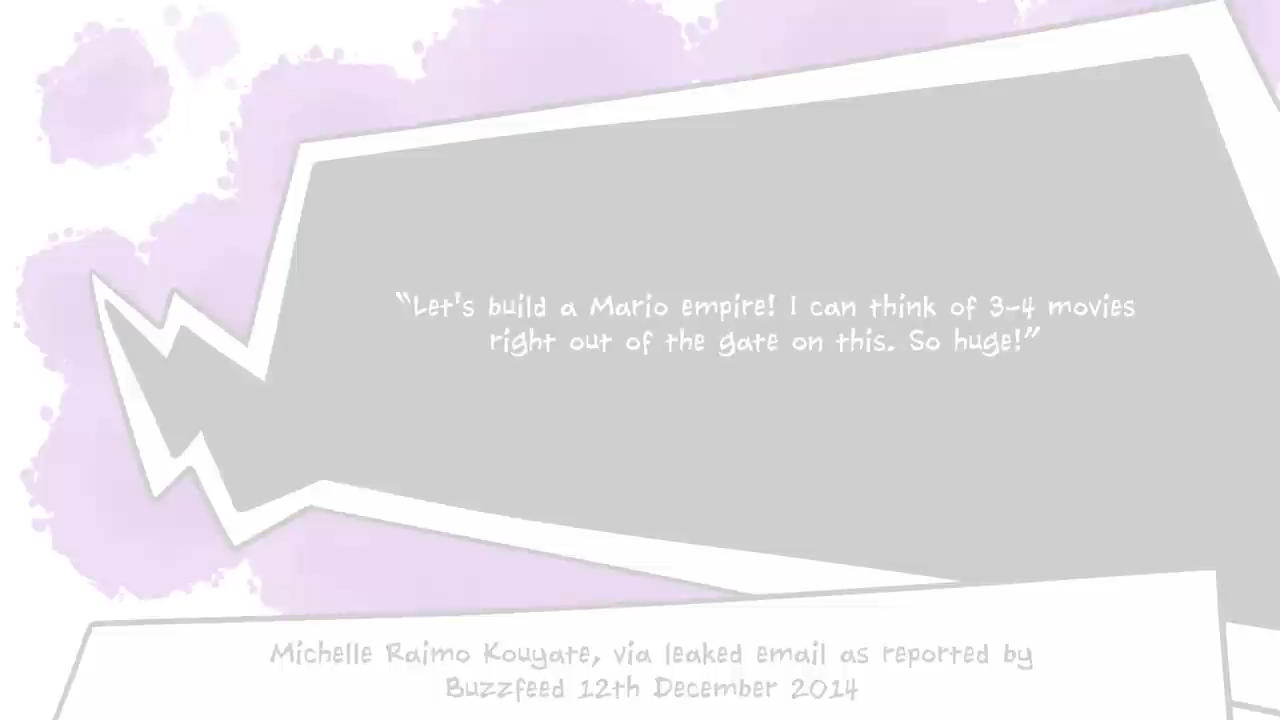 “Let's build a Mario empire! I can think of 3-4 movies
right out of the gate on this. So huge!”
Michelle Raimo Kouyate, via leaked email as reported by
Buzzfeed 12th December 2014